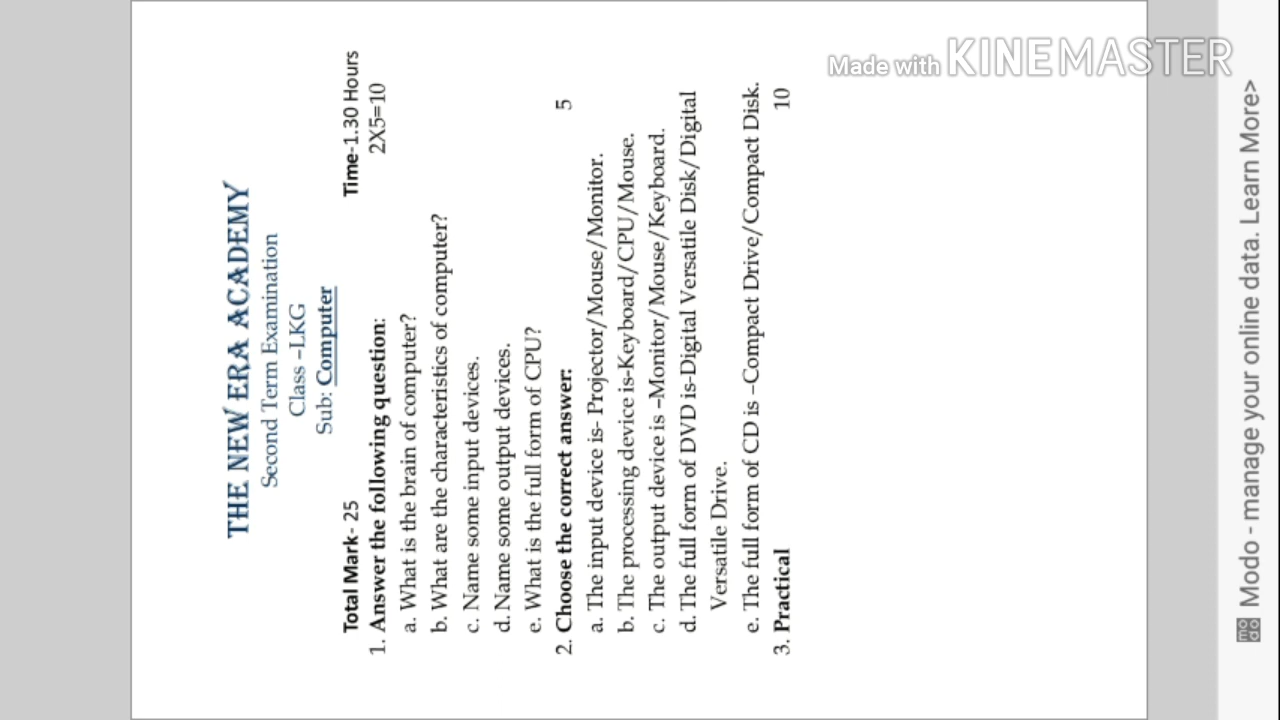 THE NEW ERA ACADEMY
Second Term Examination
Class –LKG
Sub: Computer
Total Mark- 25 Time-1.30 Hours
1. Answer the following question: 2X5=10
a. What is the brain of computer?
b. What are the characteristics of computer?
c. Name some input devices.
d. Name some output devices.
e. What is the full form of CPU?
2. Choose the correct answer: 5
a. The input device is- Projector/Mouse/Monitor.
b. The processing device is-Keyboard/CPU/Mouse.
c. The output device is –Monitor/Mouse/Keyboard.
d. The full form of DVD is-Digital Versatile Disk/Digital
Versatile Drive.
e. The full form of CD is –Compact Drive/Compact Disk.
3. Practical 10
Made with KINEMASTER
modo Modo - manage your online data. Learn More>